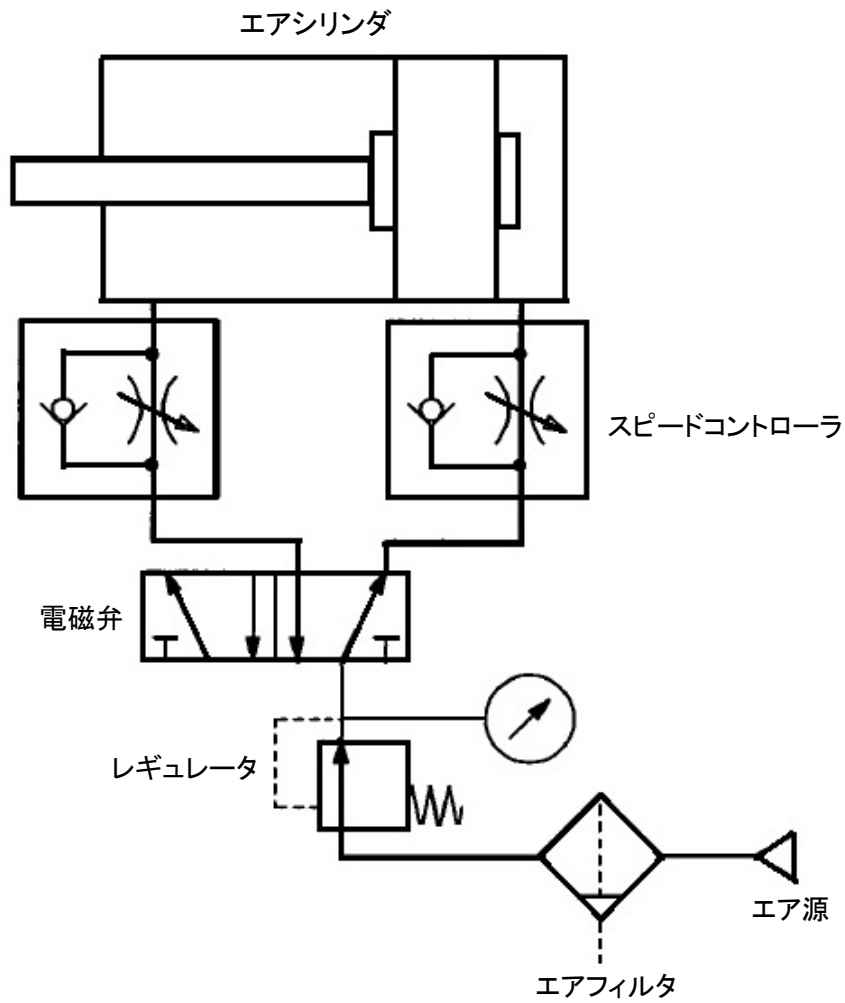 エアシリンダ
スピードコントローラ
電磁弁
レギュレータ
エア源
エアフィルタ